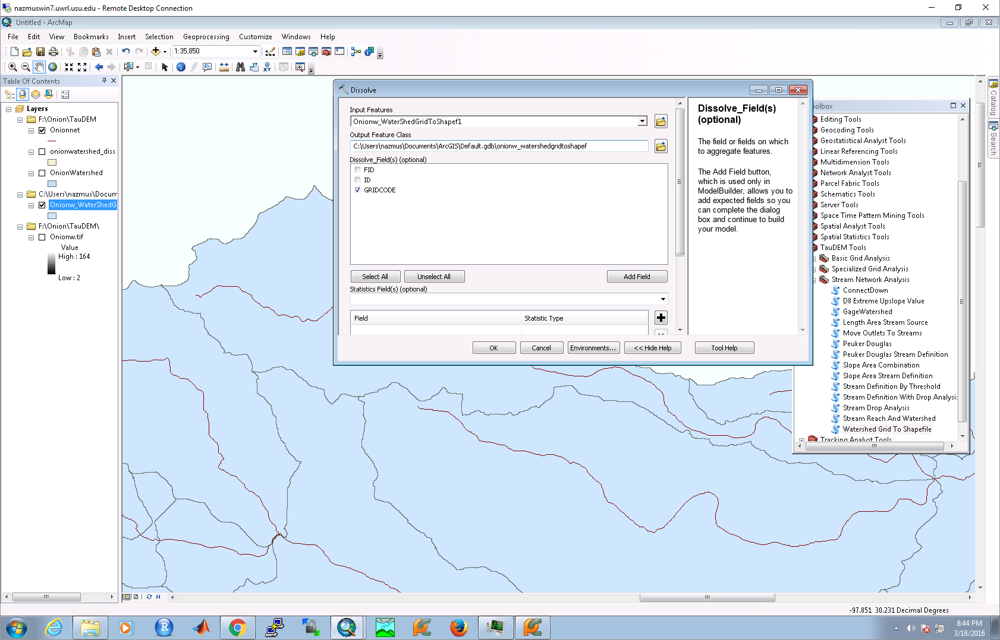 nazmuswin7.uwrl.usu.edu - Remote Desktop Connection
Untitled - ArcMap
File Edit View Bookmarks Insert Selection Geoprocessing Customize Windows Help
1:35,850
Table Of Contents
Layers
F:\Onion\TauDEM
Onionnet
onionwatershed_diss
OnionWatershed
C:\Users\nazmus\Docum
Onionw_WaterShedG
F:\Onion\TauDEM\
Onionw.tif
Value
High : 164
Low : 2
Dissolve
Input Features
Onionw_WaterShedGridToShapef1
Output Feature Class
C:\Users\nazmus\Documents\ArcGIS\Default.gdb\onionw_watershedgridtoshapef
Dissolve_Field(s) (optional)
FID
ID
GRIDCODE
Select All Unselect All Add Field
Statistics Field(s) (optional)
Field Statistic Type
OK Cancel Environments... << Hide Help Tool Help
Dissolve_Field(s)
(optional)
The field or fields on which
to aggregate features.
The Add Field button,
which is used only in
ModelBuilder, allows you to
add expected fields so you
can complete the dialog
box and continue to build
your model.
olbox
Editing Tools
Geocoding Tools
Geostatistical Analyst Tools
Linear Referencing Tools
Multidimension Tools
Network Analyst Tools
Parcel Fabric Tools
Schematics Tools
Server Tools
Space Time Pattern Mining Tools
Spatial Analyst Tools
Spatial Statistics Tools
TauDEM Tools
Basic Grid Analysis
Specialized Grid Analysis
Stream Network Analysis
ConnectDown
D8 Extreme Upslope Value
GageWatershed
Length Area Stream Source
Move Outlets To Streams
Peuker Douglas
Peuker Douglas Stream Definition
Slope Area Combination
Slope Area Stream Definition
Stream Definition By Threshold
Stream Definition With Drop Analysis
Stream Drop Analysis
Stream Reach And Watershed
Watershed Grid To Shapefile
Tracking Analyst Tools
Catalog
Search
-97.851 30.231 Decimal Degrees
8:44 PM
3/18/2016